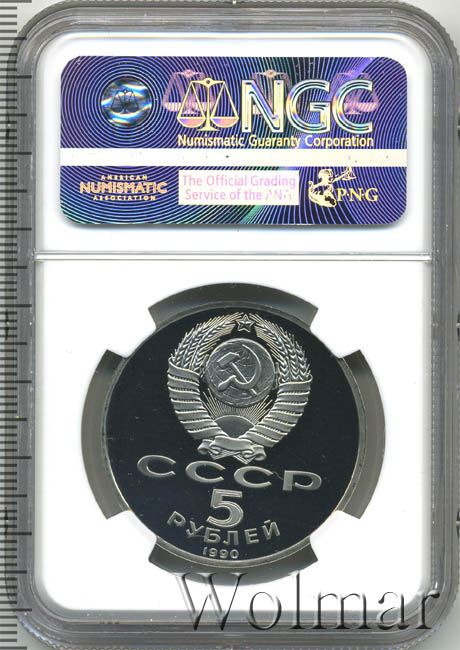 NGC
Numismatic Guaranty Corporation
AMERICAN
NUMISMATIC
ASSOCIATION
The Official Grading
Service of the PNG
PNG
СССР
5
РУБЛЕЙ
1990
Wolmar